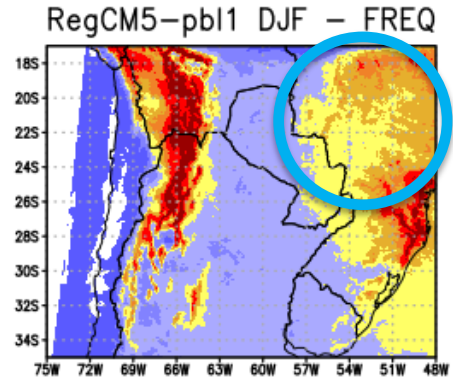 RegCM5-pbl1 DJF - FREQ
18S
20S
22S
24S
26S
28S
30S
32S
34S
75W 72W 69W 66W 63W 60W 57W 54W 51W 48W